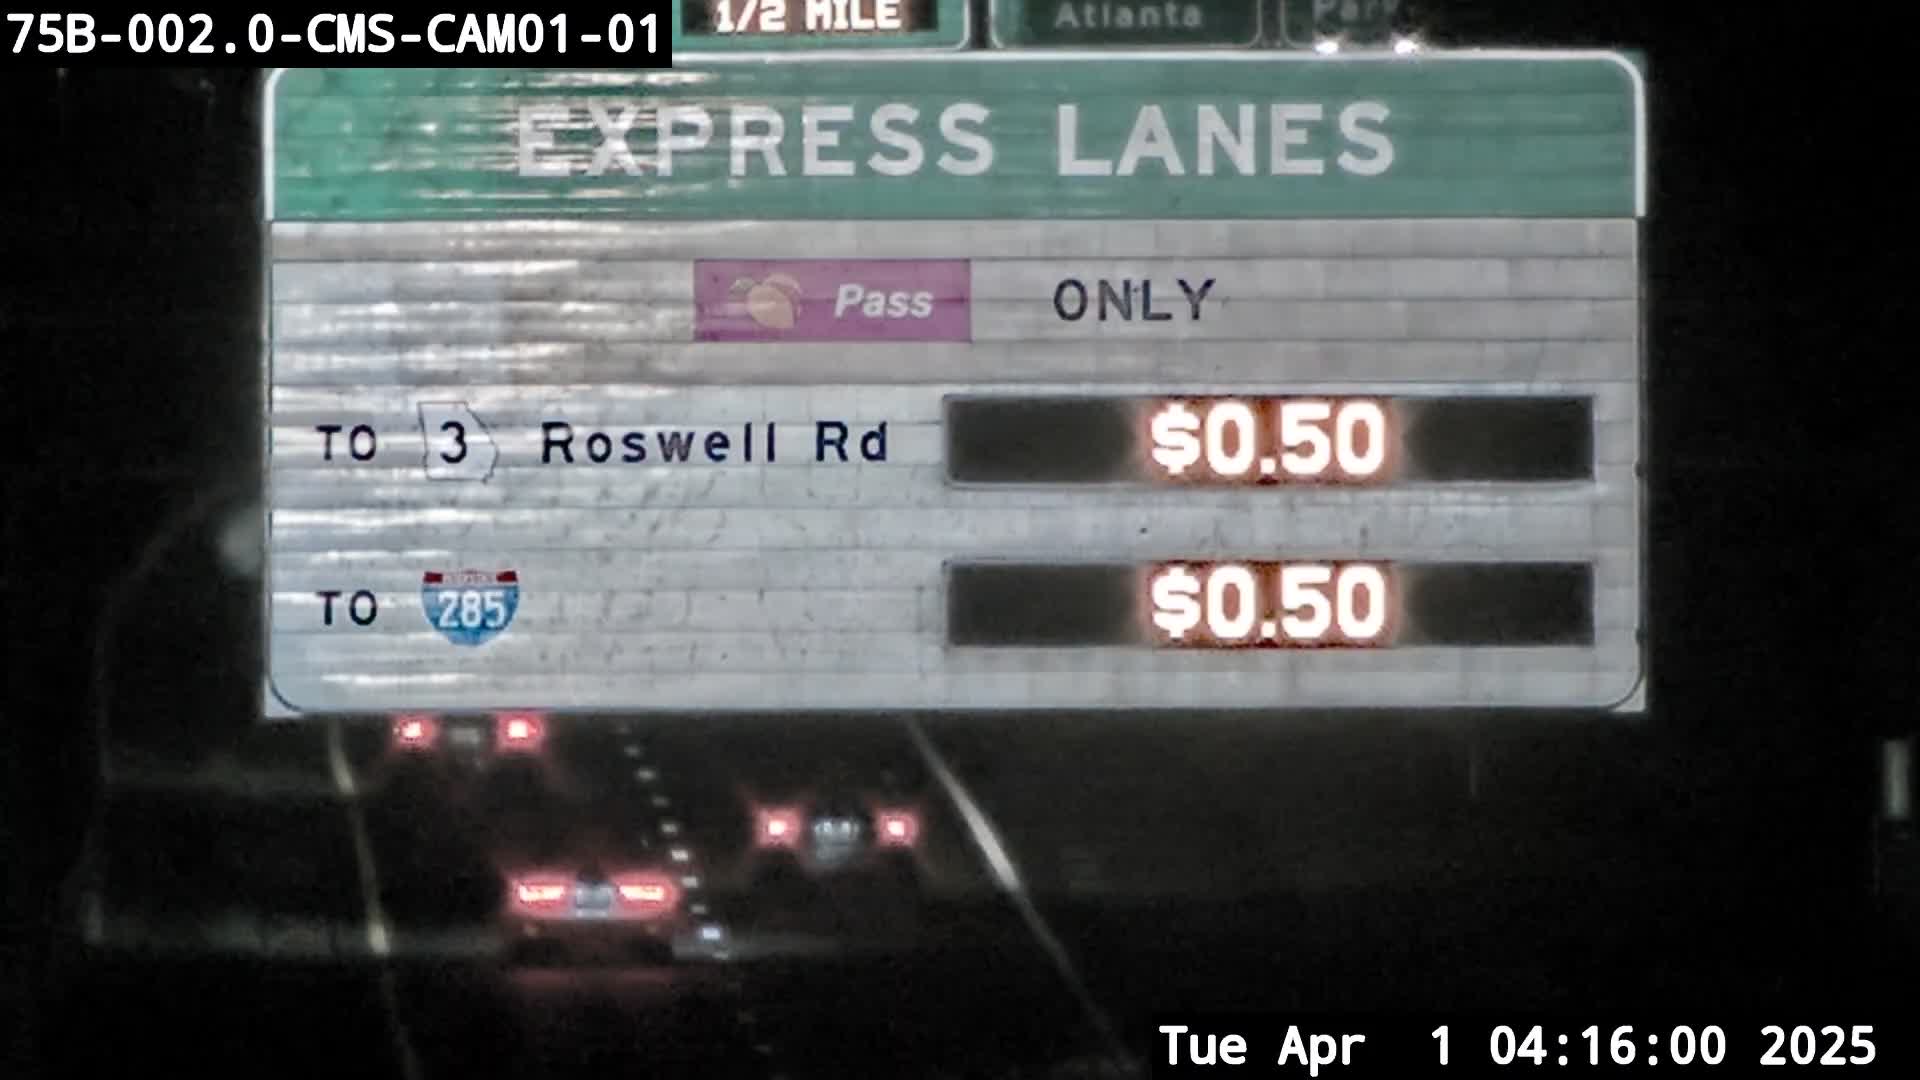 75B-002.0-CMS-CAM01-01
1/2 MILE
Atlanta
Park
EXPRESS LANES
Pass ONLY
TO 3 Roswell Rd $0.50
TO 285 $0.50
Tue Apr 1 04:16:00 2025